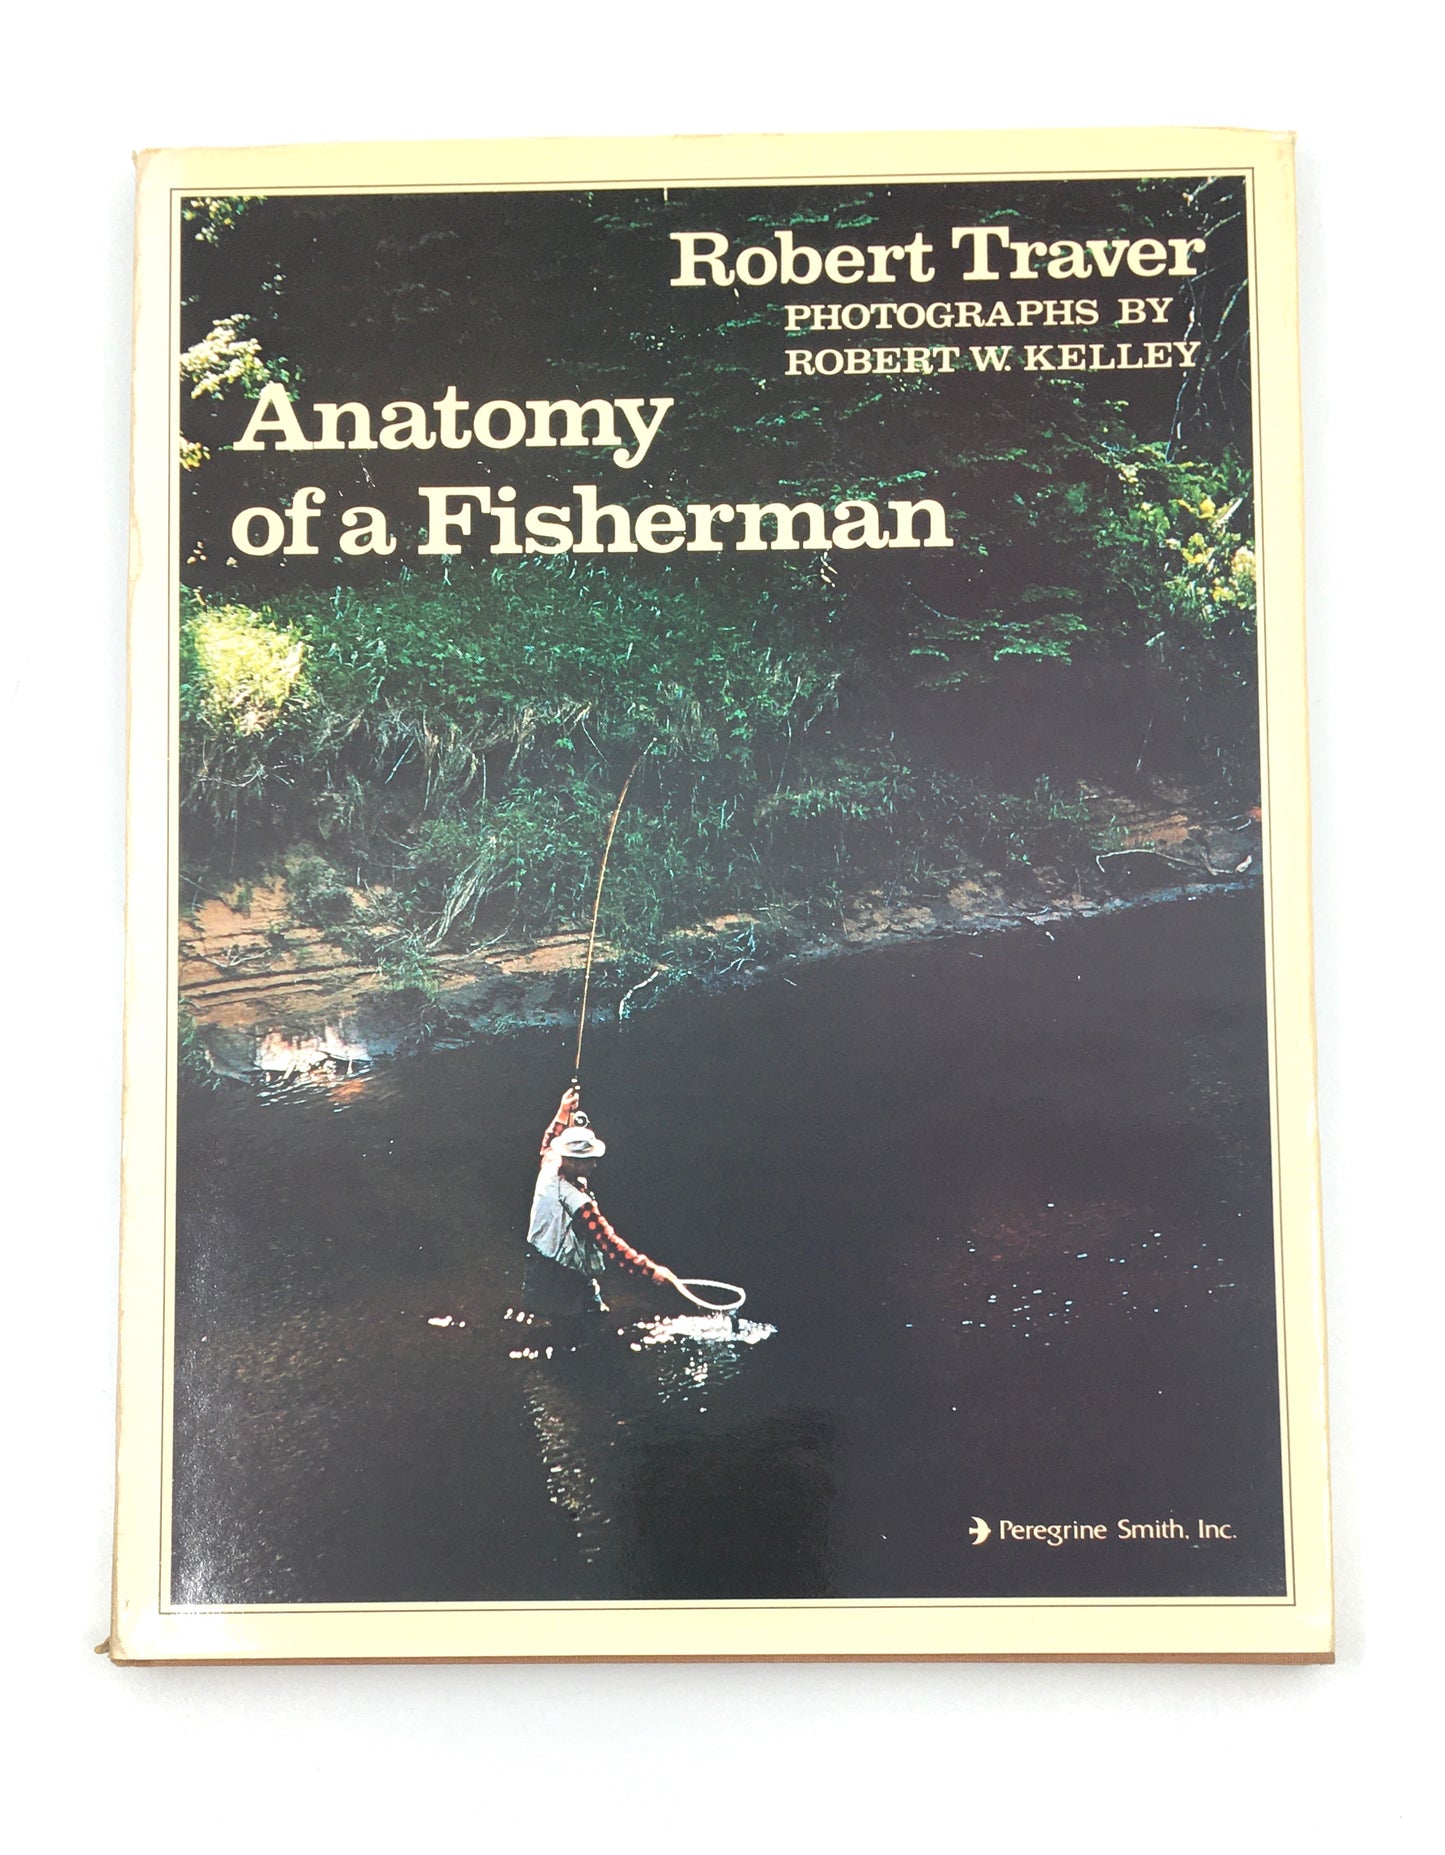 Robert Traver
PHOTOGRAPHS BY
ROBERT W. KELLEY
Anatomy
of a Fisherman
Peregrine Smith, Inc.